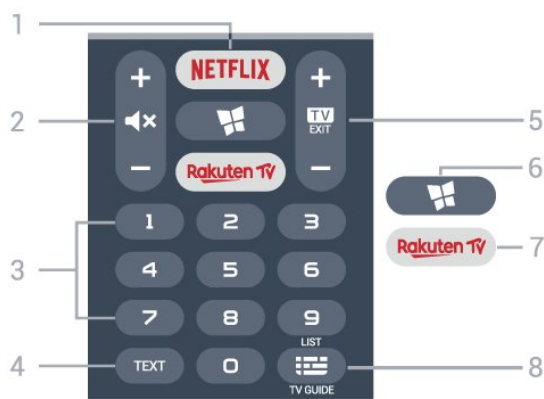 1
NETFLIX
+ +
2
TV
EXIT
5
6
- -
Rakuten TV
1 2 3
Rakuten TV
7
3
4 5 6
7 8 9
LIST
4
TEXT
0
8
TV GUIDE